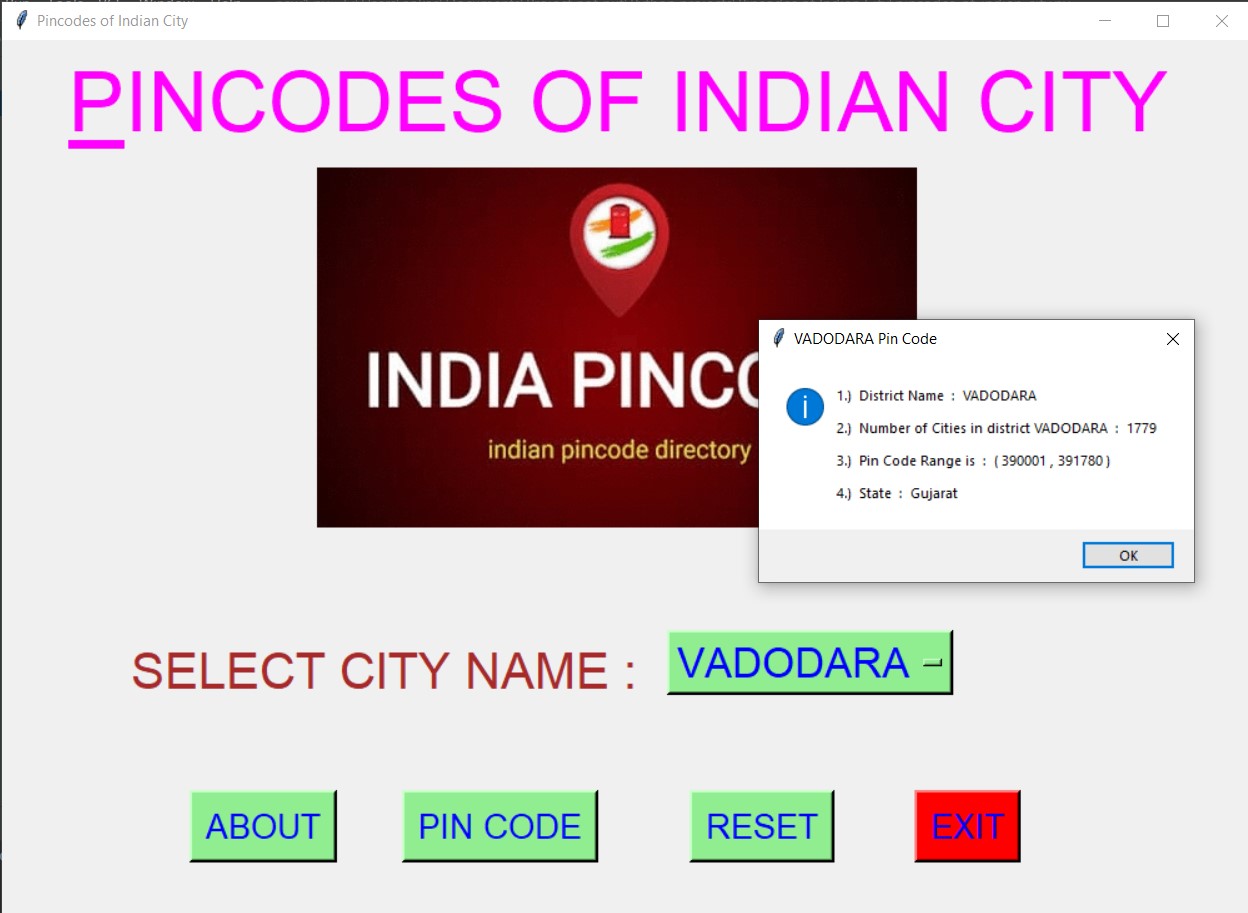 Pincodes of Indian City
PINCODES OF INDIAN CITY
INDIA PINCO
indian pincode directory
VADODARA Pin Code
1.) District Name : VADODARA
2.) Number of Cities in district VADODARA : 1779
3.) Pin Code Range is : ( 390001 , 391780 )
4.) State : Gujarat
OK
SELECT CITY NAME : VADODARA
ABOUT PIN CODE RESET EXIT